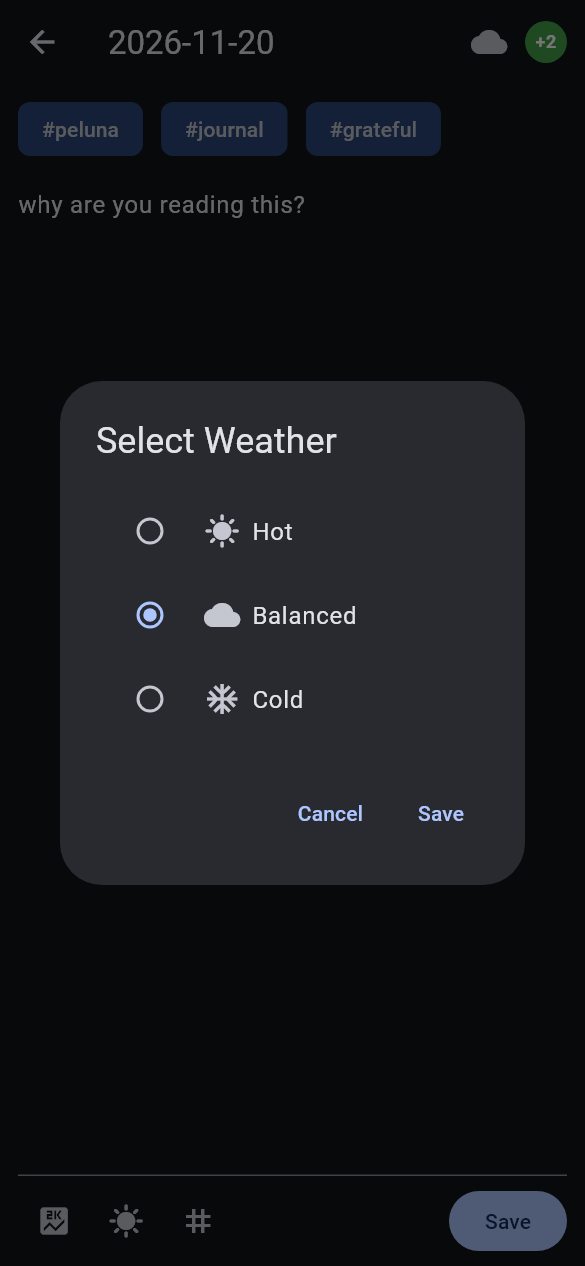 2026-11-20
+2
#peluna #journal #grateful
why are you reading this?
Select Weather
Hot
Balanced
Cold
Cancel Save
2K
Save